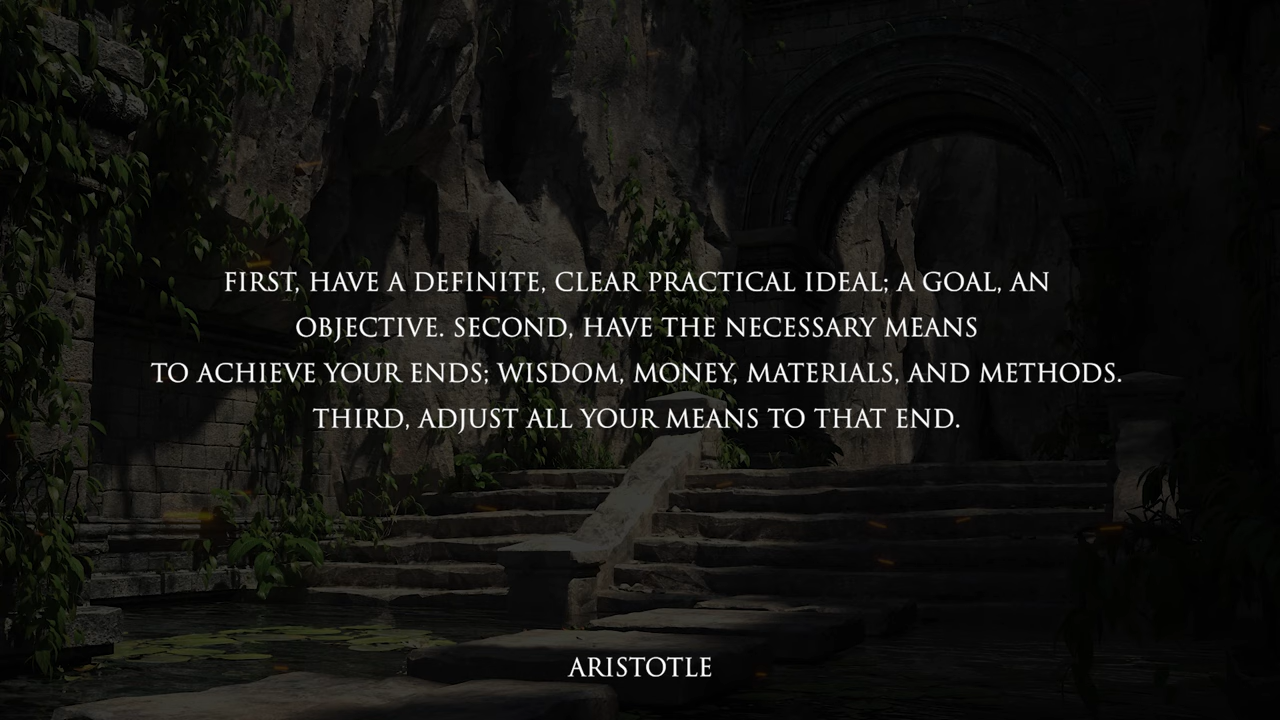 FIRST, HAVE A DEFINITE, CLEAR PRACTICAL IDEAL; A GOAL, AN
OBJECTIVE. SECOND, HAVE THE NECESSARY MEANS
TO ACHIEVE YOUR ENDS; WISDOM, MONEY, MATERIALS, AND METHODS.
THIRD, ADJUST ALL YOUR MEANS TO THAT END.
ARISTOTLE